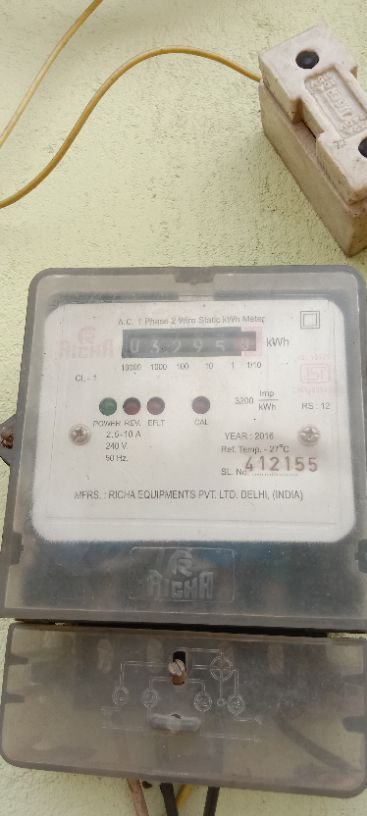 A.C. 1 Phase 2 Wire Static kWh Meter
RICHA
03295 kWh
10000 1000 100 10 1 1/10
CL.- 1
3200 Imp/kWh
RS : 12
POWER REV. EFLT CAL
2.5-10 A
240 V.
50 Hz.
YEAR : 2016
Ref. Temp. - 27°C
SL. No. 412155
MFRS. : RICHA EQUIPMENTS PVT. LTD. DELHI, (INDIA)
RICHA